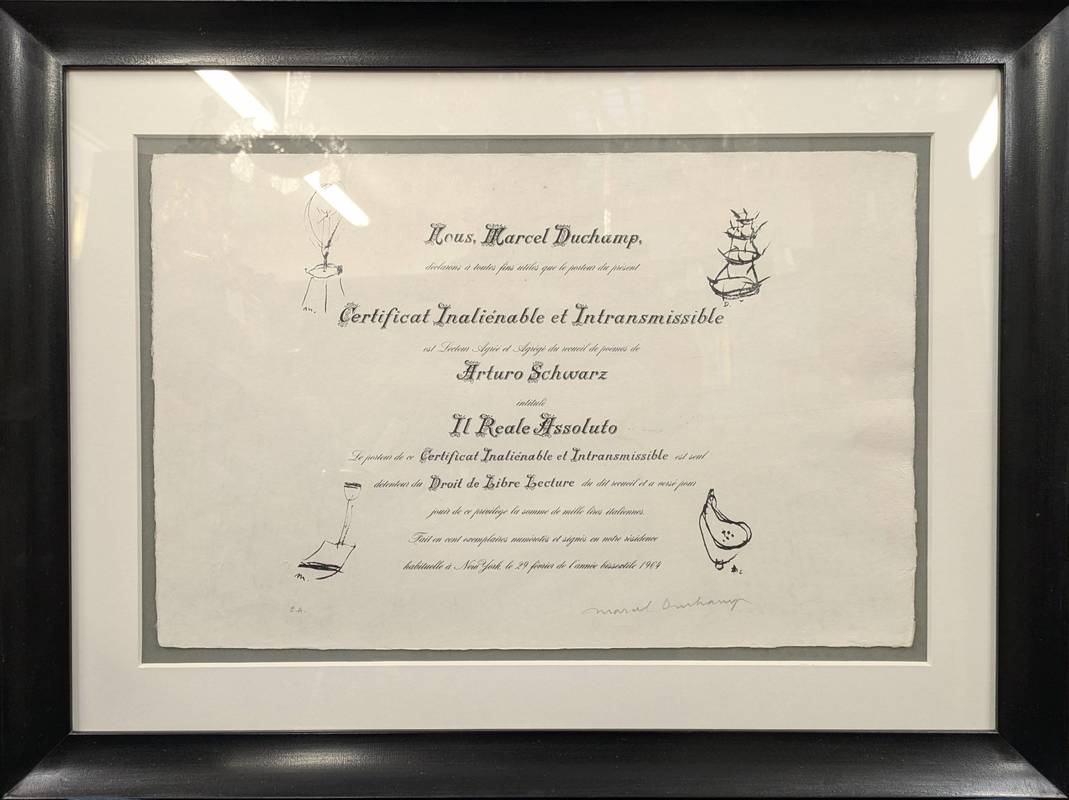 Nous, Marcel Duchamp,
déclarons à toutes fins utiles que le porteur du présent
Certificat Inaliénable et Intransmissible
est Lecteur Agréé et Agrégé du recueil de poèmes de
Arturo Schwarz
intitulé
Il Reale Assoluto
Le porteur de ce Certificat Inaliénable et Intransmissible est seul
détenteur du Droit de Libre Lecture du dit recueil et a versé pour
jouir de ce privilège la somme de mille lires italiennes.
Fait en cent exemplaires numérotés et signés en notre résidence
habituelle à New York, le 29 février de l'année bissextile 1964
E.A.
Marcel Duchamp